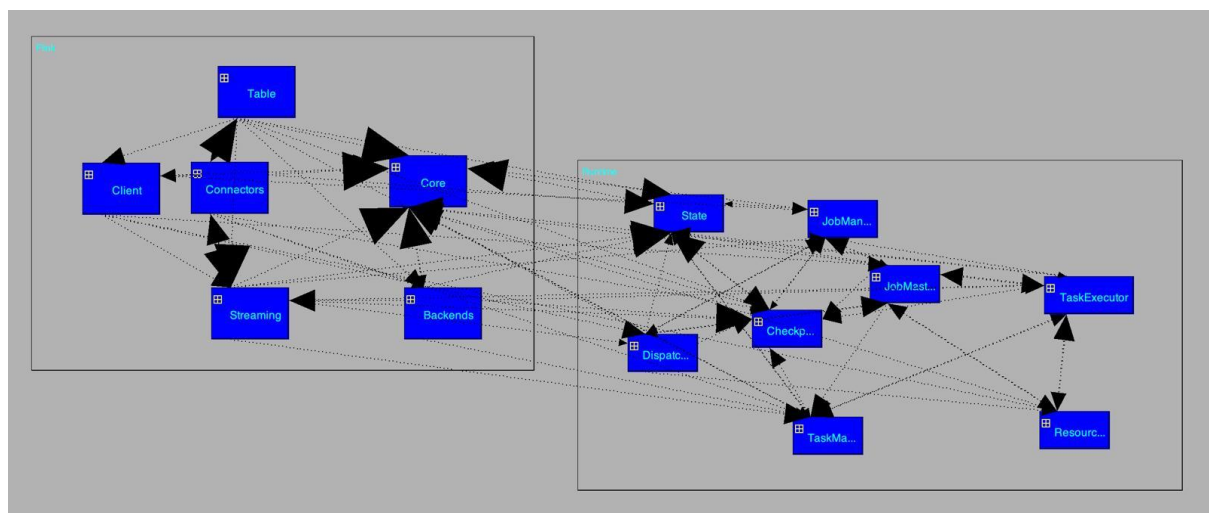 Table
Client
Connectors
Core
Streaming
Backends
State
JobMan...
JobMast...
TaskExecutor
Checkp...
Dispatc...
TaskMa...
Resourc...